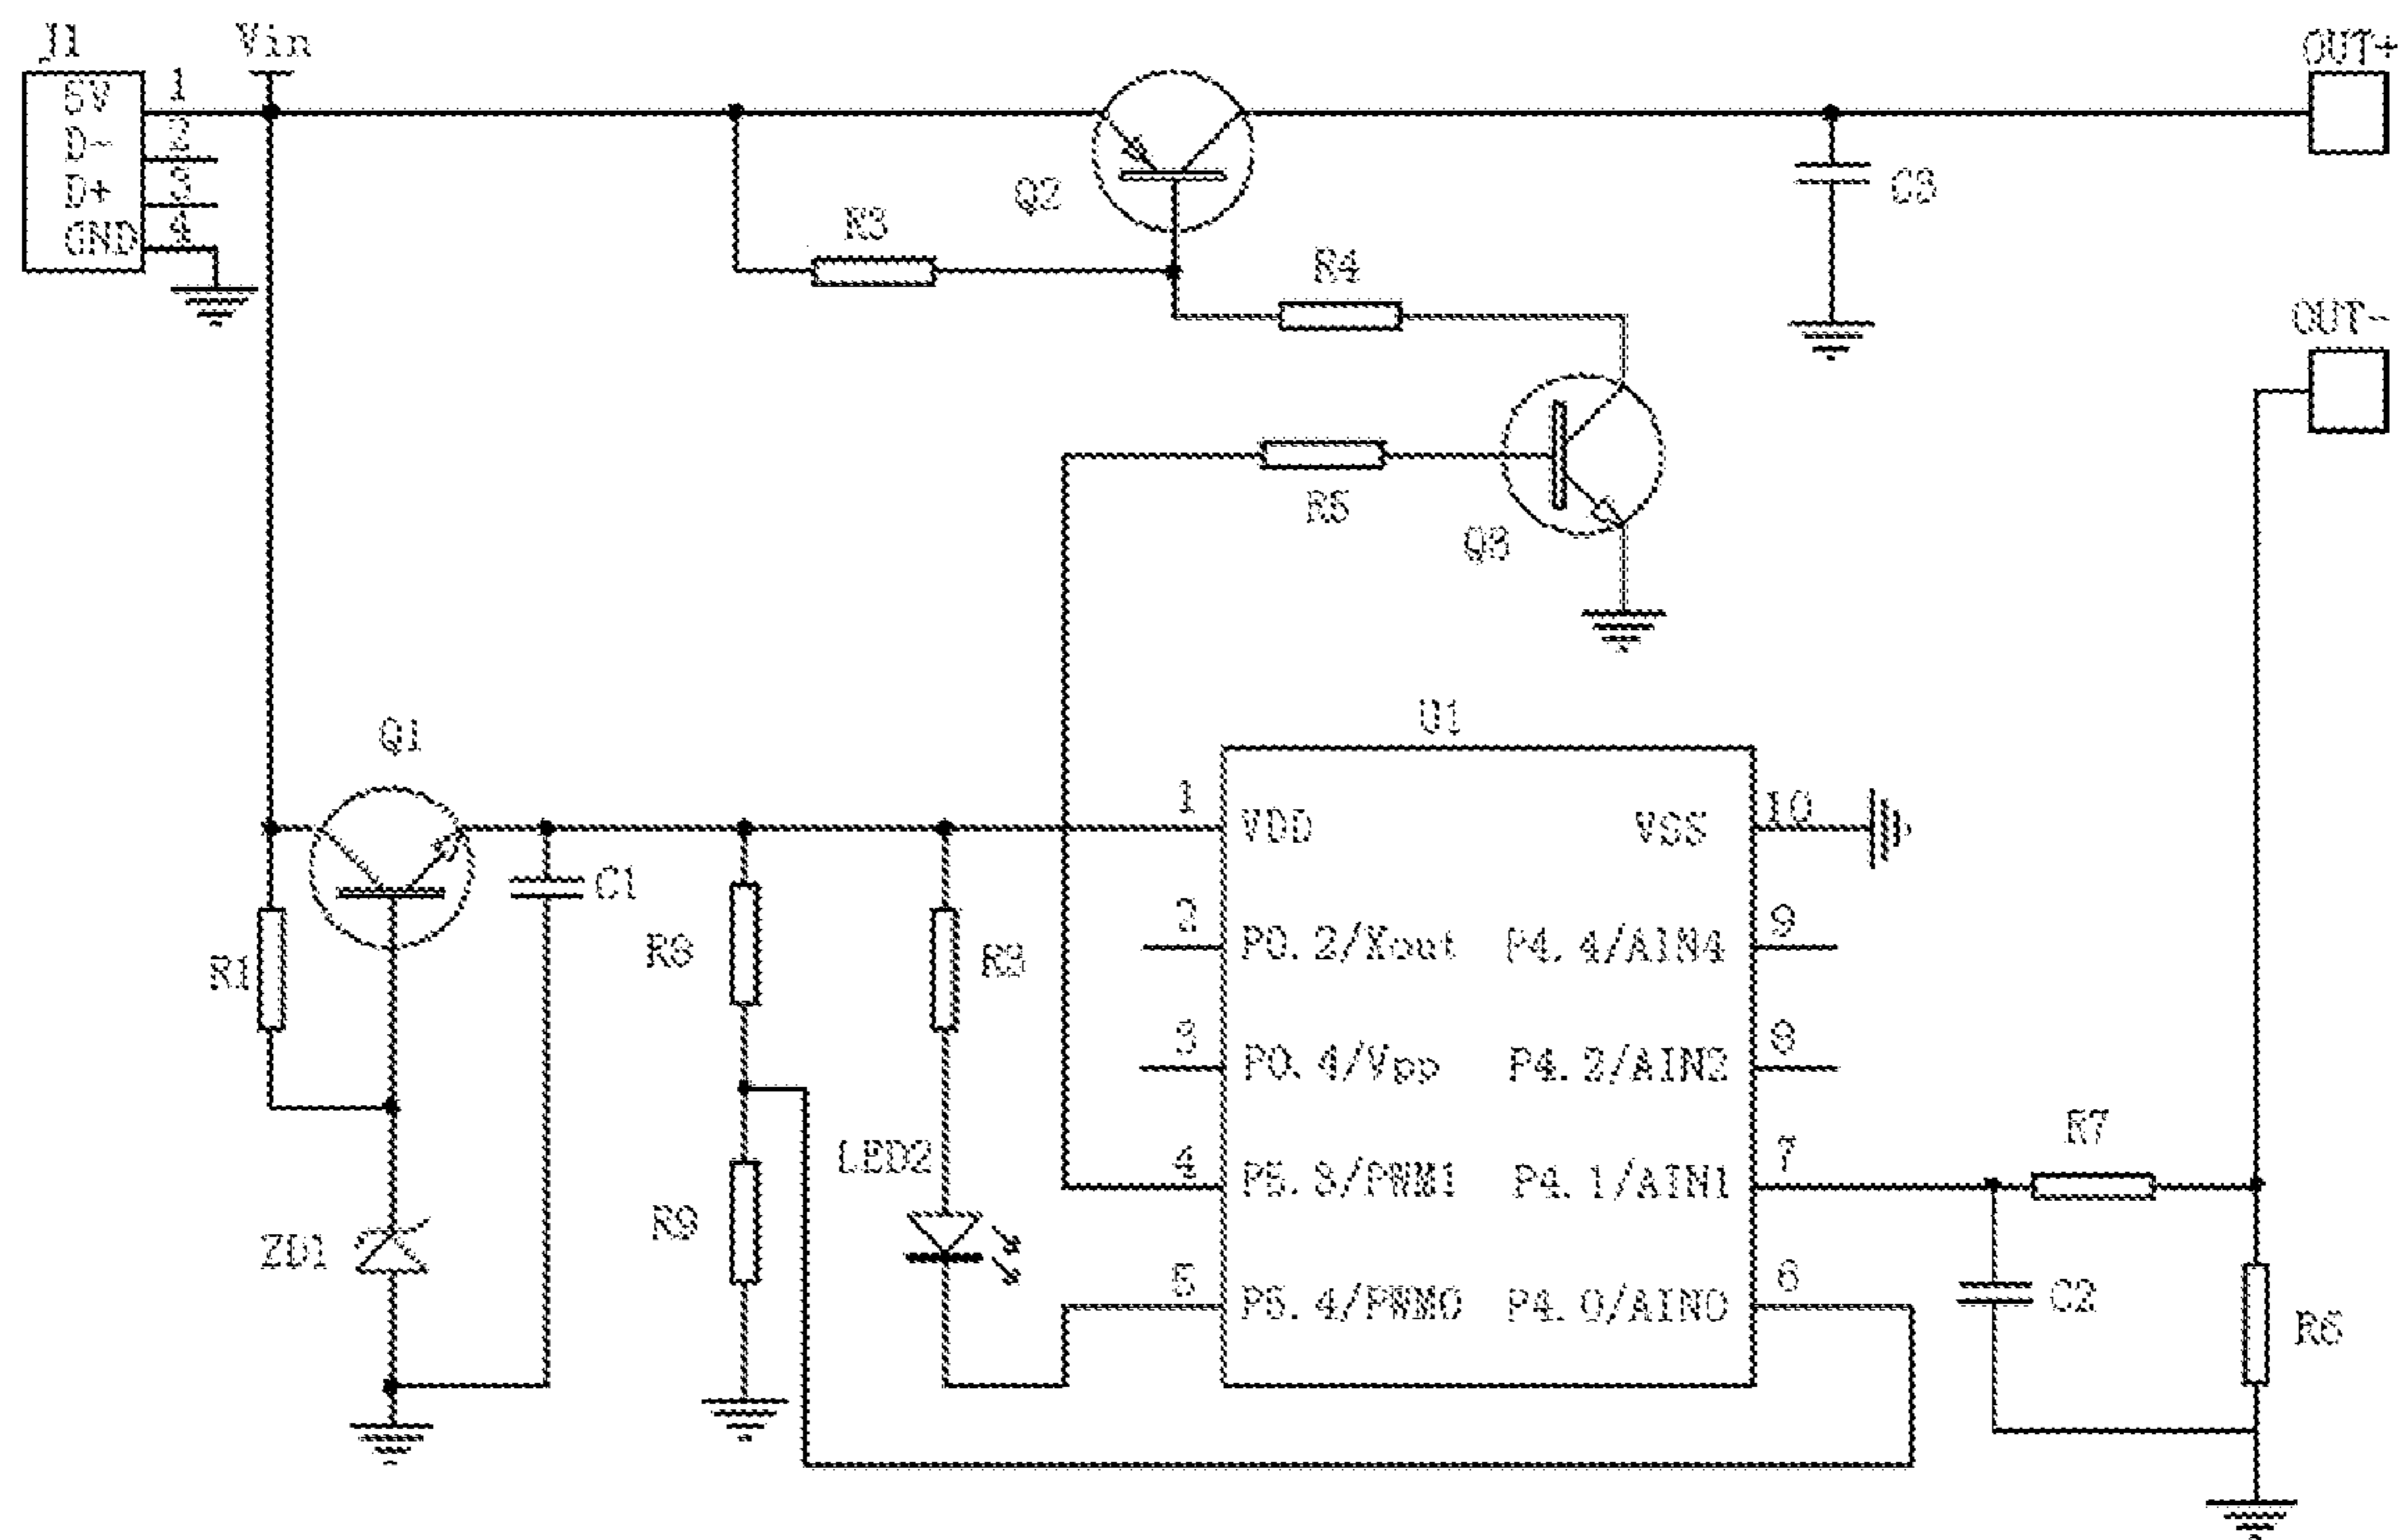 J1
Vin
OUT+
5V 1
D- 2
D+ 3
GND 4
Q2
C3
R3
R4
OUT-
R5
Q3
Q1
U1
1 VDD VSS 10
C1
2 P0.2/Xout P4.4/AIN4 9
R1
R8
3 P0.4/Vpp P4.2/AIN2 8
LED2
R7
4 P5.3/PWM1 P4.1/AIN1 7
R9
ZD1
5 P5.4/PWM0 P4.0/AIN0 6
C2
R6